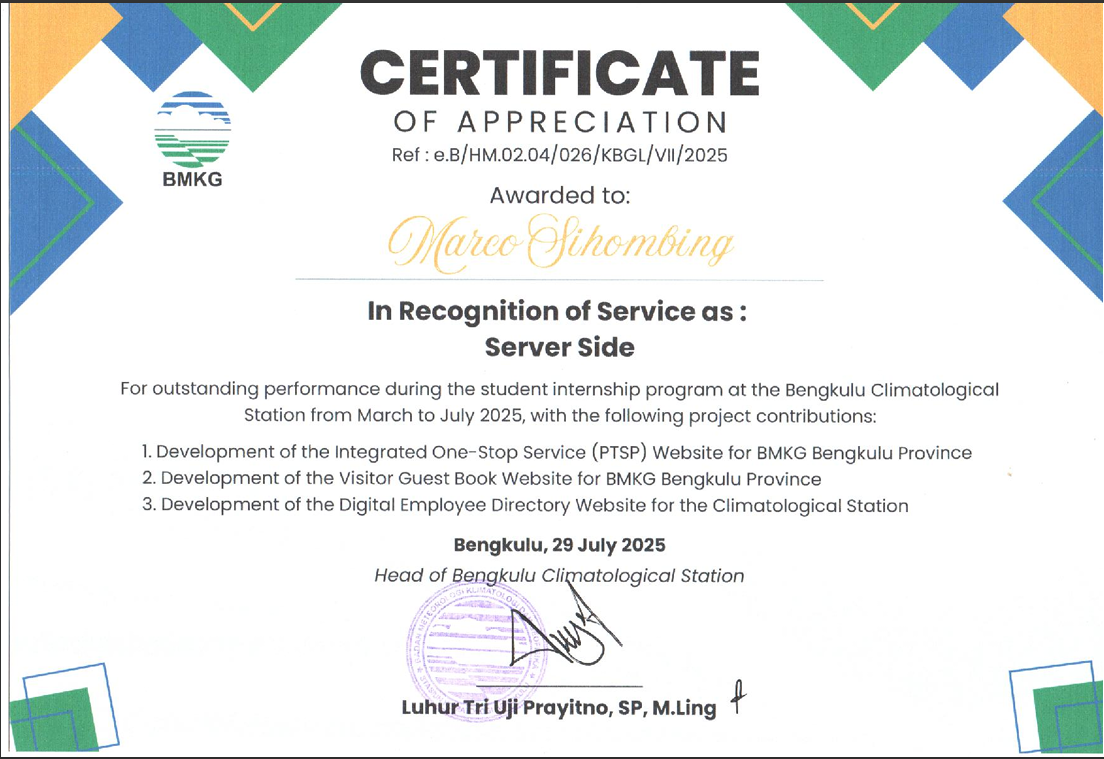 CERTIFICATE
OF APPRECIATION
Ref : e.B/HM.02.04/026/KBGL/VII/2025
BMKG
Awarded to:
Marco Sihombing
In Recognition of Service as :
Server Side
For outstanding performance during the student internship program at the Bengkulu Climatological
Station from March to July 2025, with the following project contributions:
1. Development of the Integrated One-Stop Service (PTSP) Website for BMKG Bengkulu Province
2. Development of the Visitor Guest Book Website for BMKG Bengkulu Province
3. Development of the Digital Employee Directory Website for the Climatological Station
Bengkulu, 29 July 2025
Head of Bengkulu Climatological Station
BADAN METEOROLOGI KLIMATOLOGI
Luhur Tri Uji Prayitno, SP, M.Ling